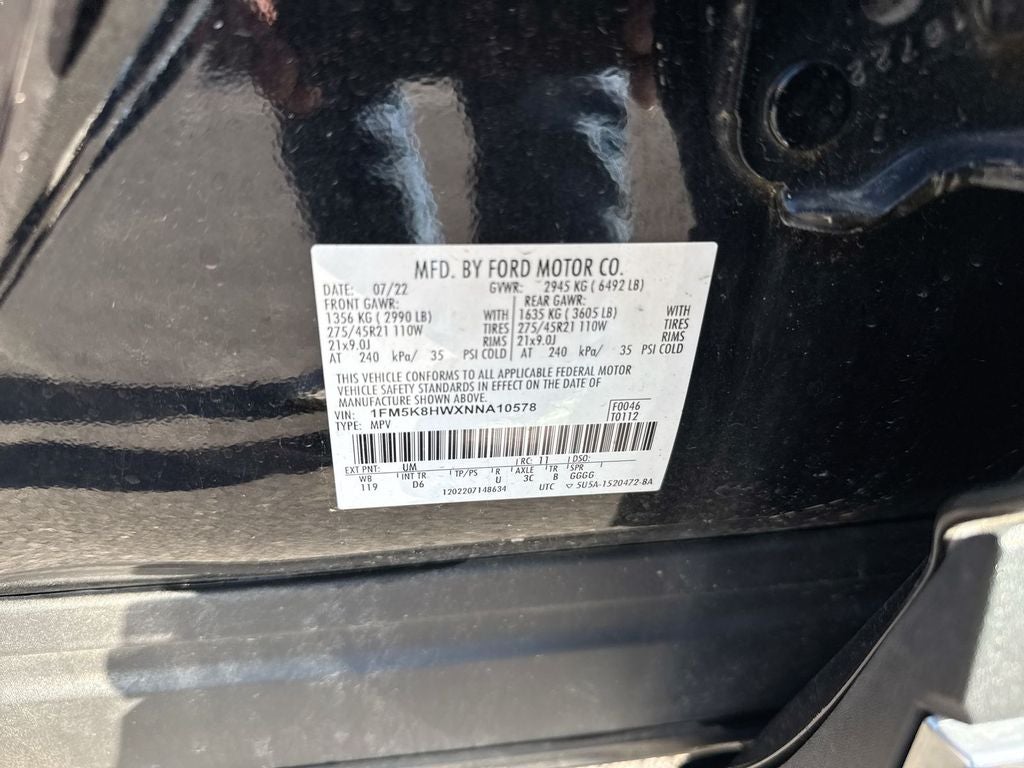 MFD. BY FORD MOTOR CO.
DATE: 07/22 GVWR: 2945 KG ( 6492 LB)
FRONT GAWR: REAR GAWR:
1356 KG ( 2990 LB) WITH 1635 KG ( 3605 LB) WITH
275/45R21 110W TIRES 275/45R21 110W TIRES
21x9.0J RIMS 21x9.0J RIMS
AT 240 kPa/ 35 PSI COLD AT 240 kPa/ 35 PSI COLD
THIS VEHICLE CONFORMS TO ALL APPLICABLE FEDERAL MOTOR
VEHICLE SAFETY STANDARDS IN EFFECT ON THE DATE OF
MANUFACTURE SHOWN ABOVE.
VIN: 1FM5K8HWXNNA10578 F0046
TYPE: MPV T0112
EXT PNT: UM RC: 11 DSO:
WB INT TR TP/PS R AXLE TR SPR
119 D6 U 3C B GGGG
1202207148634 UTC ▽ 5U5A-1520472-BA